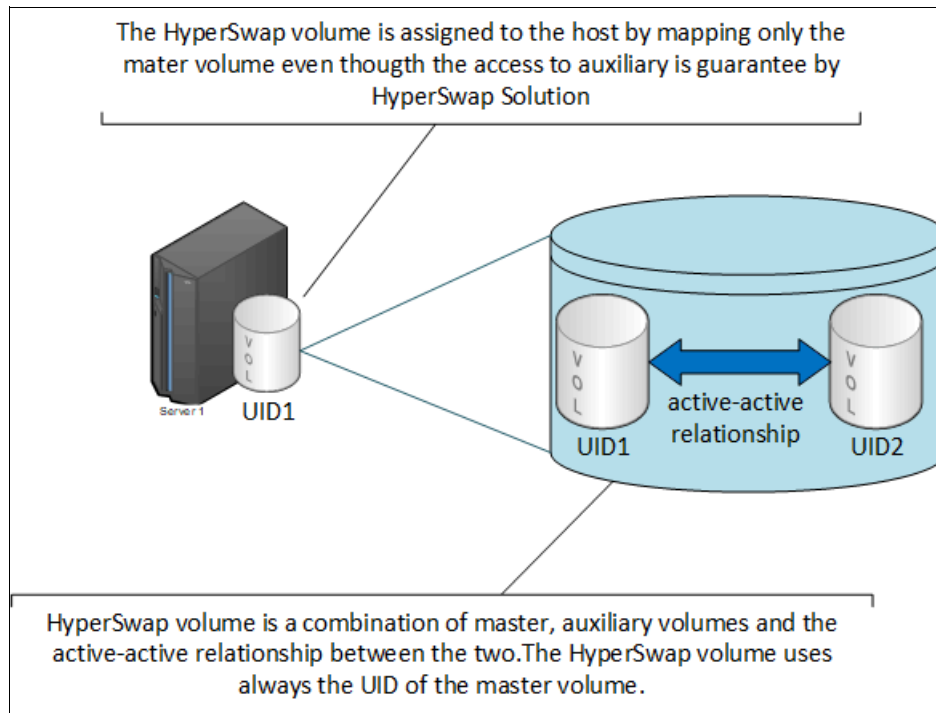 The HyperSwap volume is assigned to the host by mapping only the
mater volume even thougth the access to auxiliary is guarantee by
HyperSwap Solution
VOL
Server 1
UID1
VOL
UID1
active-active
relationship
VOL
UID2
HyperSwap volume is a combination of master, auxiliary volumes and the
active-active relationship between the two.The HyperSwap volume uses
always the UID of the master volume.